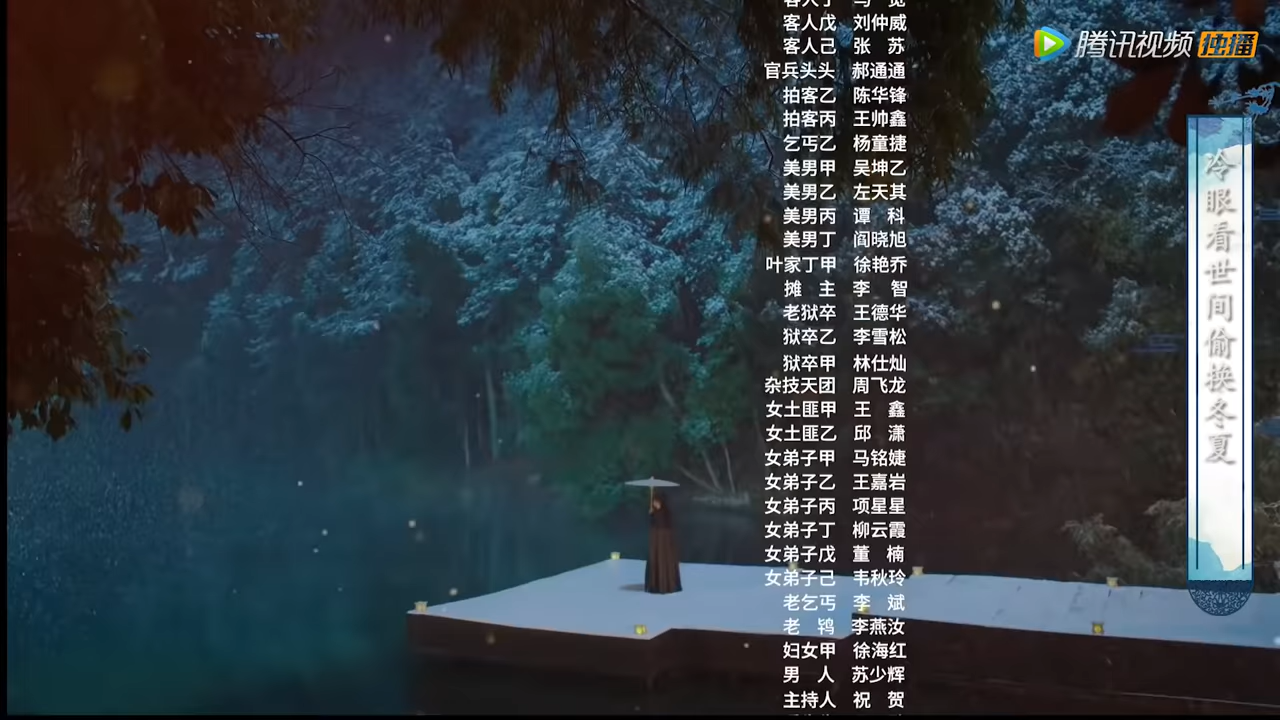 客人戊 刘仲威
客人己 张 苏
官兵头头 郝通通
拍客乙 陈华锋
拍客丙 王帅鑫
乞丐乙 杨童捷
美男甲 吴坤乙
美男乙 左天其
美男丙 谭 科
美男丁 阎晓旭
叶家丁甲 徐艳乔
摊 主 李 智
老狱卒 王德华
狱卒乙 李雪松
狱卒甲 林仕灿
杂技天团 周飞龙
女土匪甲 王 鑫
女土匪乙 邱 潇
女弟子甲 马铭婕
女弟子乙 王嘉岩
女弟子丙 项星星
女弟子丁 柳云霞
女弟子戊 董 楠
女弟子己 韦秋玲
老乞丐 李 斌
老 鸨 李燕汝
妇女甲 徐海红
男 人 苏少辉
主持人 祝 贺
腾讯视频 独播
冷眼看世间偷换冬夏